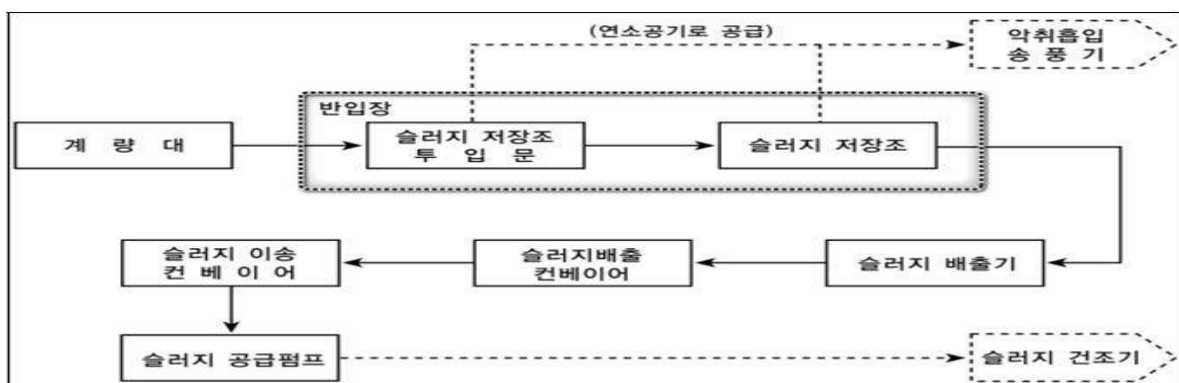 (연소공기로 공급)
악취흡입
송 풍 기
반입장
계 량 대
슬러지 저장조
투 입 문
슬러지 저장조
슬러지 이송
컨 베 이 어
슬러지배출
컨베이어
슬러지 배출기
슬러지 공급펌프
슬러지 건조기